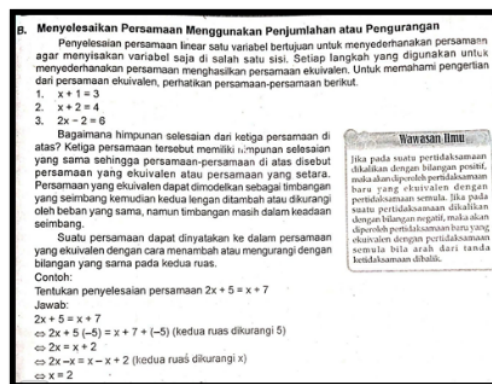 B. Menyelesaikan Persamaan Menggunakan Penjumlahan atau Pengurangan
Penyelesaian persamaan linear satu variabel bertujuan untuk menyederhanakan persamaan
agar menyisakan variabel saja di salah satu sisi. Setiap langkah yang digunakan untuk
menyederhanakan persamaan menghasilkan persamaan ekuivalen. Untuk memahami pengertian
dari persamaan ekuivalen, perhatikan persamaan-persamaan berikut.
1. x + 1 = 3
2. x + 2 = 4
3. 2x – 2 = 6
Bagaimana himpunan selesaian dari ketiga persamaan di
atas? Ketiga persamaan tersebut memiliki himpunan selesaian
yang sama sehingga persamaan-persamaan di atas disebut
persamaan yang ekuivalen atau persamaan yang setara.
Persamaan yang ekuivalen dapat dimodelkan sebagai timbangan
yang seimbang kemudian kedua lengan ditambah atau dikurangi
oleh beban yang sama, namun timbangan masih dalam keadaan
seimbang.
Suatu persamaan dapat dinyatakan ke dalam persamaan
yang ekuivalen dengan cara menambah atau mengurangi dengan
bilangan yang sama pada kedua ruas.
Contoh:
Tentukan penyelesaian persamaan 2x + 5 = x + 7
Jawab:
2x + 5 = x + 7
⇔ 2x + 5 (–5) = x + 7 + (–5) (kedua ruas dikurangi 5)
⇔ 2x = x + 2
⇔ 2x – x = x – x + 2 (kedua ruas dikurangi x)
⇔ x = 2
Wawasan Ilmu
Jika pada suatu pertidaksamaan
dikalikan dengan bilangan positif,
maka akan diperoleh pertidaksamaan
baru yang ekuivalen dengan
pertidaksamaan semula. Jika pada
suatu pertidaksamaan dikalikan
dengan bilangan negatif, maka akan
diperoleh pertidaksamaan baru yang
ekuivalen dengan pertidaksamaan
semula bila arah dari tanda
ketidaksamaan dibalik.